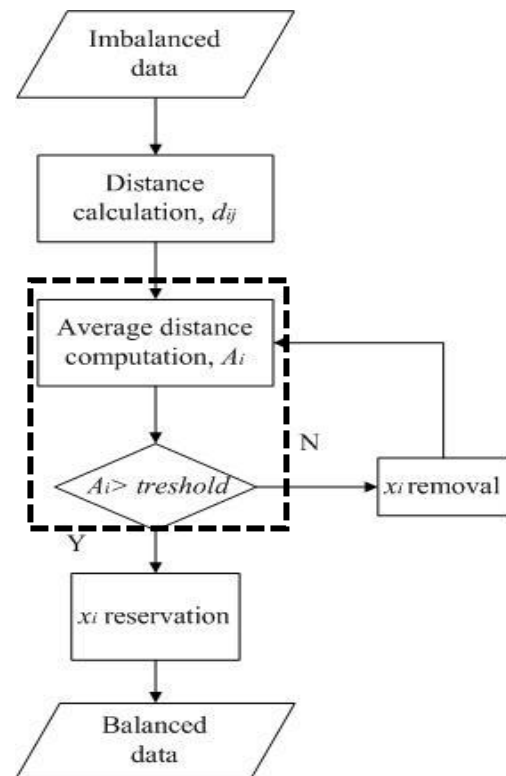 Imbalanced
data
Distance
calculation, dij
Average distance
computation, Ai
Ai> treshold
N
xi removal
Y
xi reservation
Balanced
data